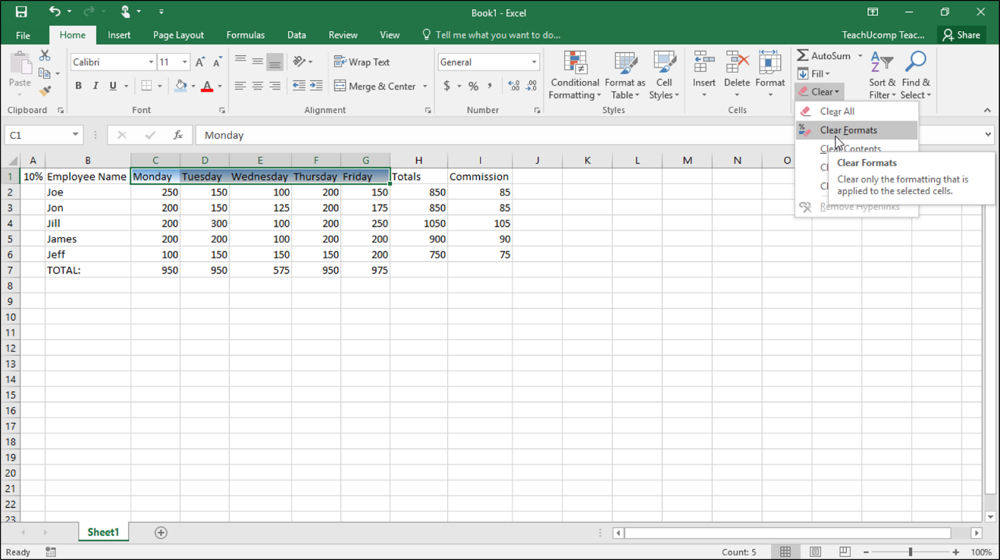 Book1 - Excel
File Home Insert Page Layout Formulas Data Review View Tell me what you want to do... TeachUcomp Teac... Share
Paste
Calibri 11
B I U
Wrap Text
Merge & Center
General
$ % ,
Conditional Formatting
Format as Table
Cell Styles
Insert Delete Format
AutoSum
Fill
Clear
Sort & Filter
Find & Select
Clipboard Font Alignment Number Styles Cells
Clear All
Clear Formats
Clear Contents
Remove Hyperlinks
Clear Formats
Clear only the formatting that is
applied to the selected cells.
C1 fx Monday
A B C D E F G H I J K L M N O
1 10% Employee Name Monday Tuesday Wednesday Thursday Friday Totals Commission
2 Joe 250 150 100 200 150 850 85
3 Jon 200 150 125 200 175 850 85
4 Jill 200 300 100 200 250 1050 105
5 James 200 200 100 200 200 900 90
6 Jeff 100 150 150 150 200 750 75
7 TOTAL: 950 950 575 950 975
8
9
10
11
12
13
14
15
16
17
18
19
20
21
22
23
Sheet1
Ready Count: 5 100%